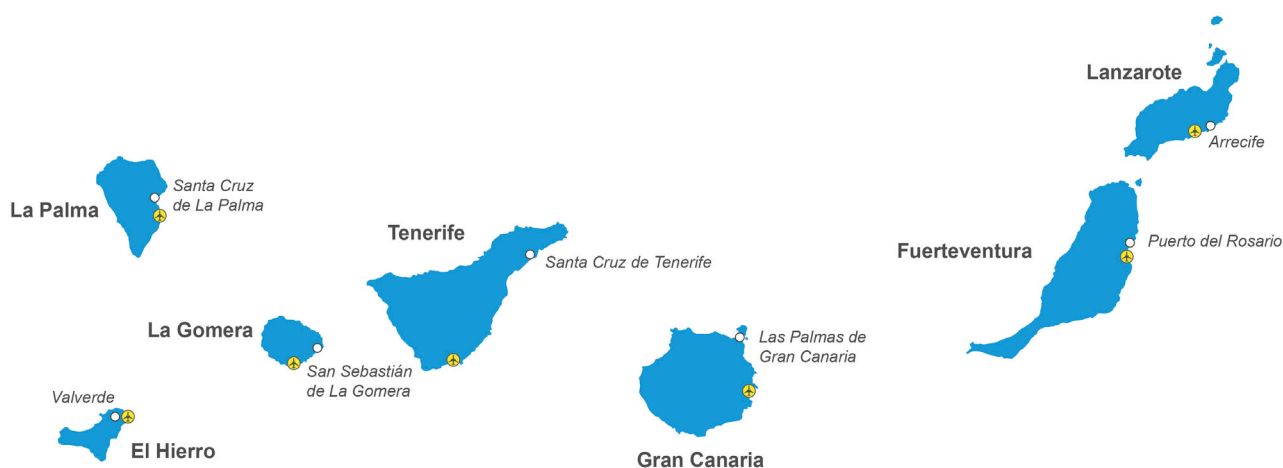 Lanzarote
Arrecife
Santa Cruz
de La Palma
La Palma
Tenerife
Santa Cruz de Tenerife
Fuerteventura
Puerto del Rosario
La Gomera
San Sebastián
de La Gomera
Las Palmas de
Gran Canaria
Valverde
El Hierro
Gran Canaria